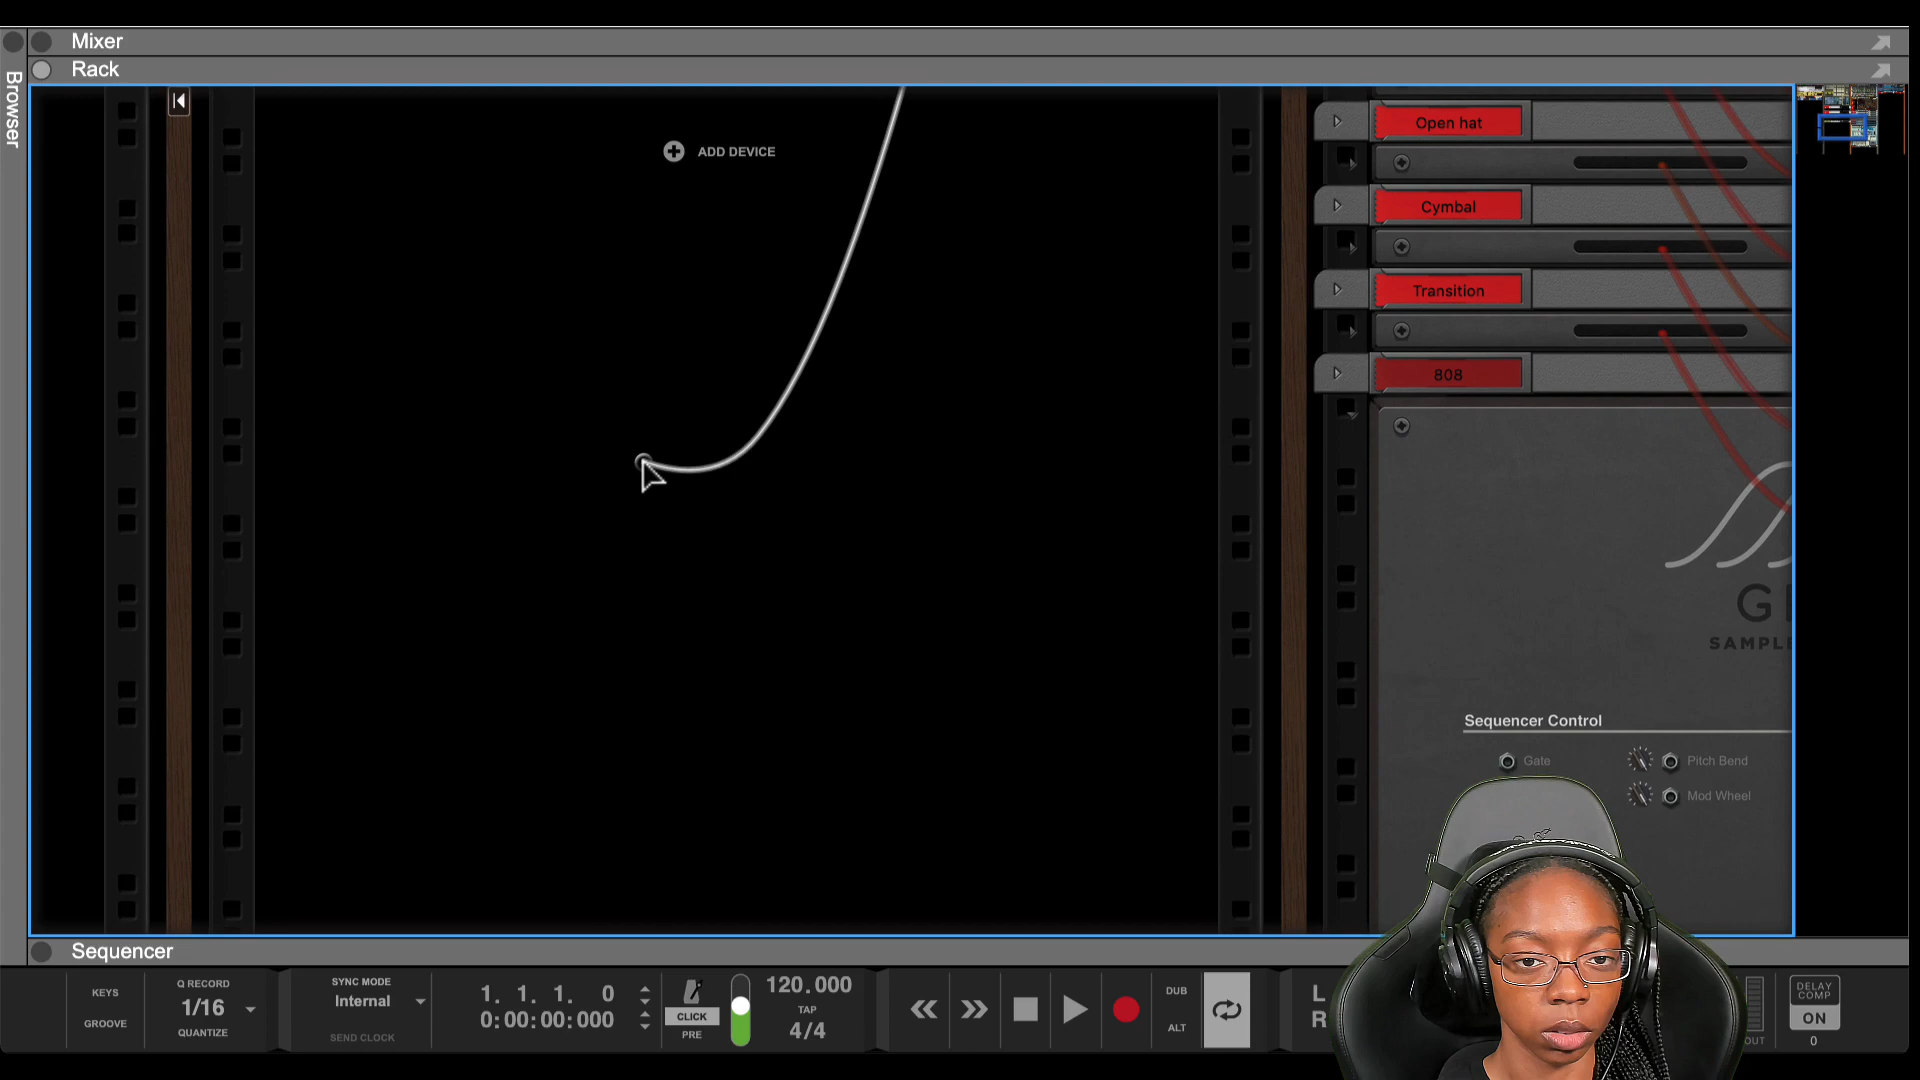 Mixer
Rack
Browser
ADD DEVICE
Open hat
Cymbal
Transition
808
SAMPLE
Sequencer Control
Gate
Pitch Bend
Mod Wheel
Sequencer
KEYS
GROOVE
Q RECORD
1/16
QUANTIZE
SYNC MODE
Internal
SEND CLOCK
1. 1. 1. 0
0:00:00:000
CLICK
PRE
120.000
TAP
4/4
DUB
ALT
L
R
OUT
DELAY
COMP
ON
0